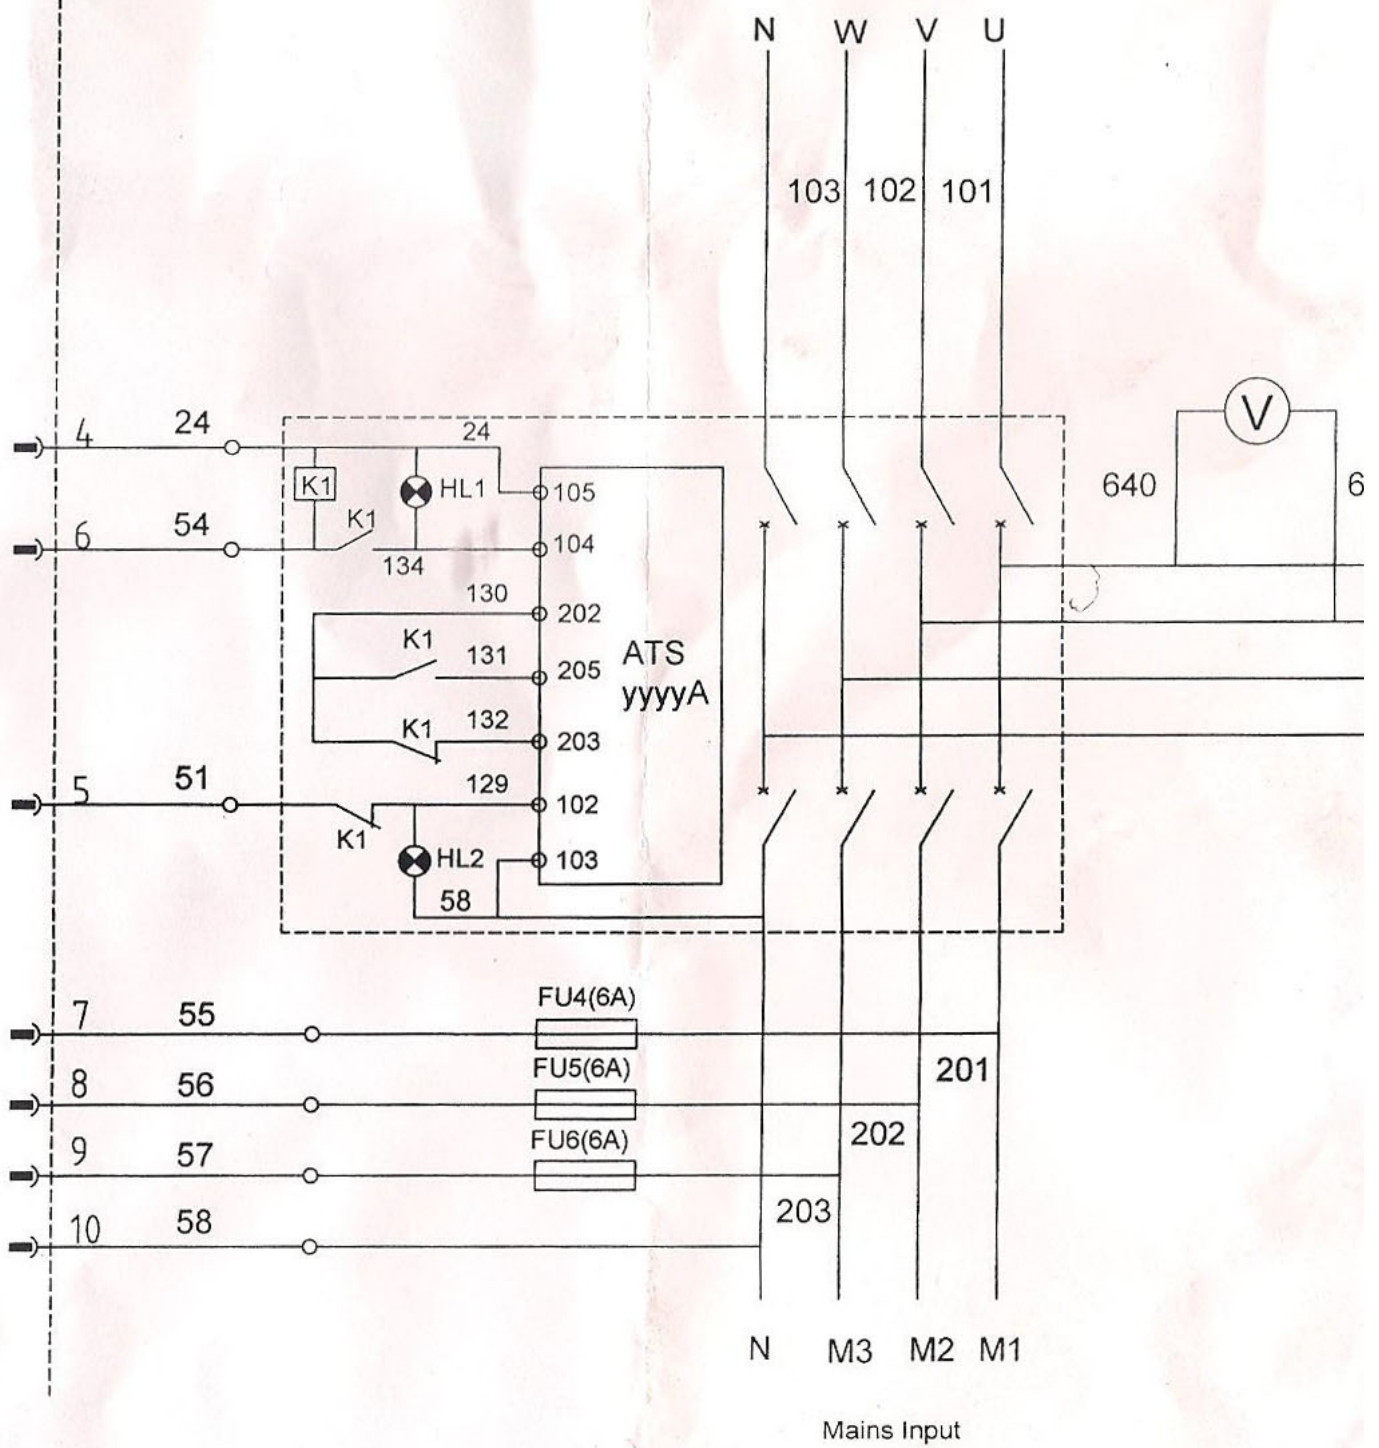 N W V U
103 102 101
4 24 24
V
K1 HL1 105
640 6
6 54 K1 104
134
130 202
K1 131 205
ATS
yyyyA
K1 132 203
5 51 129 102
K1 HL2 103
58
7 55 FU4(6A)
8 56 FU5(6A) 201
9 57 FU6(6A) 202
10 58 203
N M3 M2 M1
Mains Input